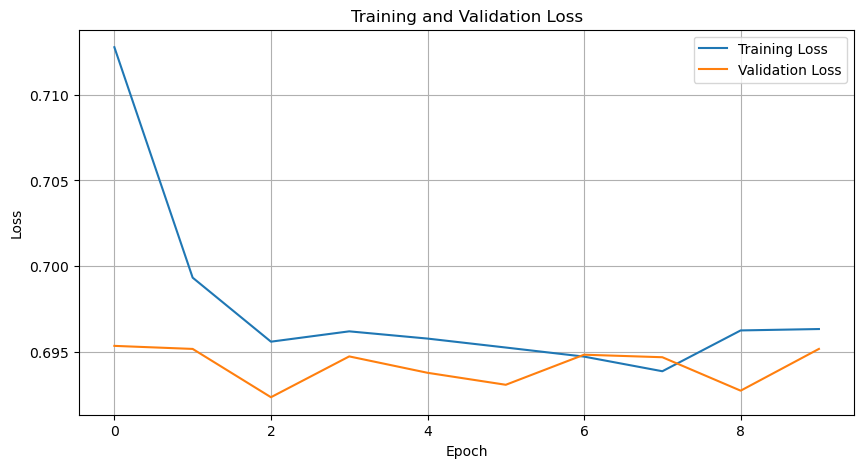 Training and Validation Loss
Training Loss
Validation Loss
0.710
0.705
0.700
0.695
Loss
0
2
4
6
8
Epoch